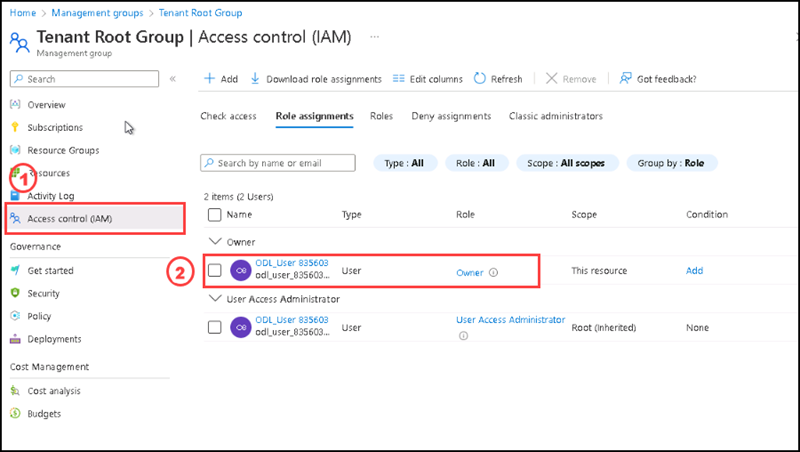 Home > Management groups > Tenant Root Group
Tenant Root Group | Access control (IAM) ...
Management group
Search «
Add Download role assignments Edit columns Refresh Remove Got feedback?
Overview
Subscriptions
Resource Groups
Resources
Activity Log
Access control (IAM)
Governance
Get started
Security
Policy
Deployments
Cost Management
Cost analysis
Budgets
1
Check access Role assignments Roles Deny assignments Classic administrators
Search by name or email Type : All Role : All Scope : All scopes Group by : Role
2 items (2 Users)
Name Type Role Scope Condition
Owner
2
O8 ODL_User 835603 User Owner This resource Add
odl_user_835603...
User Access Administrator
O8 ODL_User 835603 User User Access Administrator Root (Inherited) None
odl_user_835603...